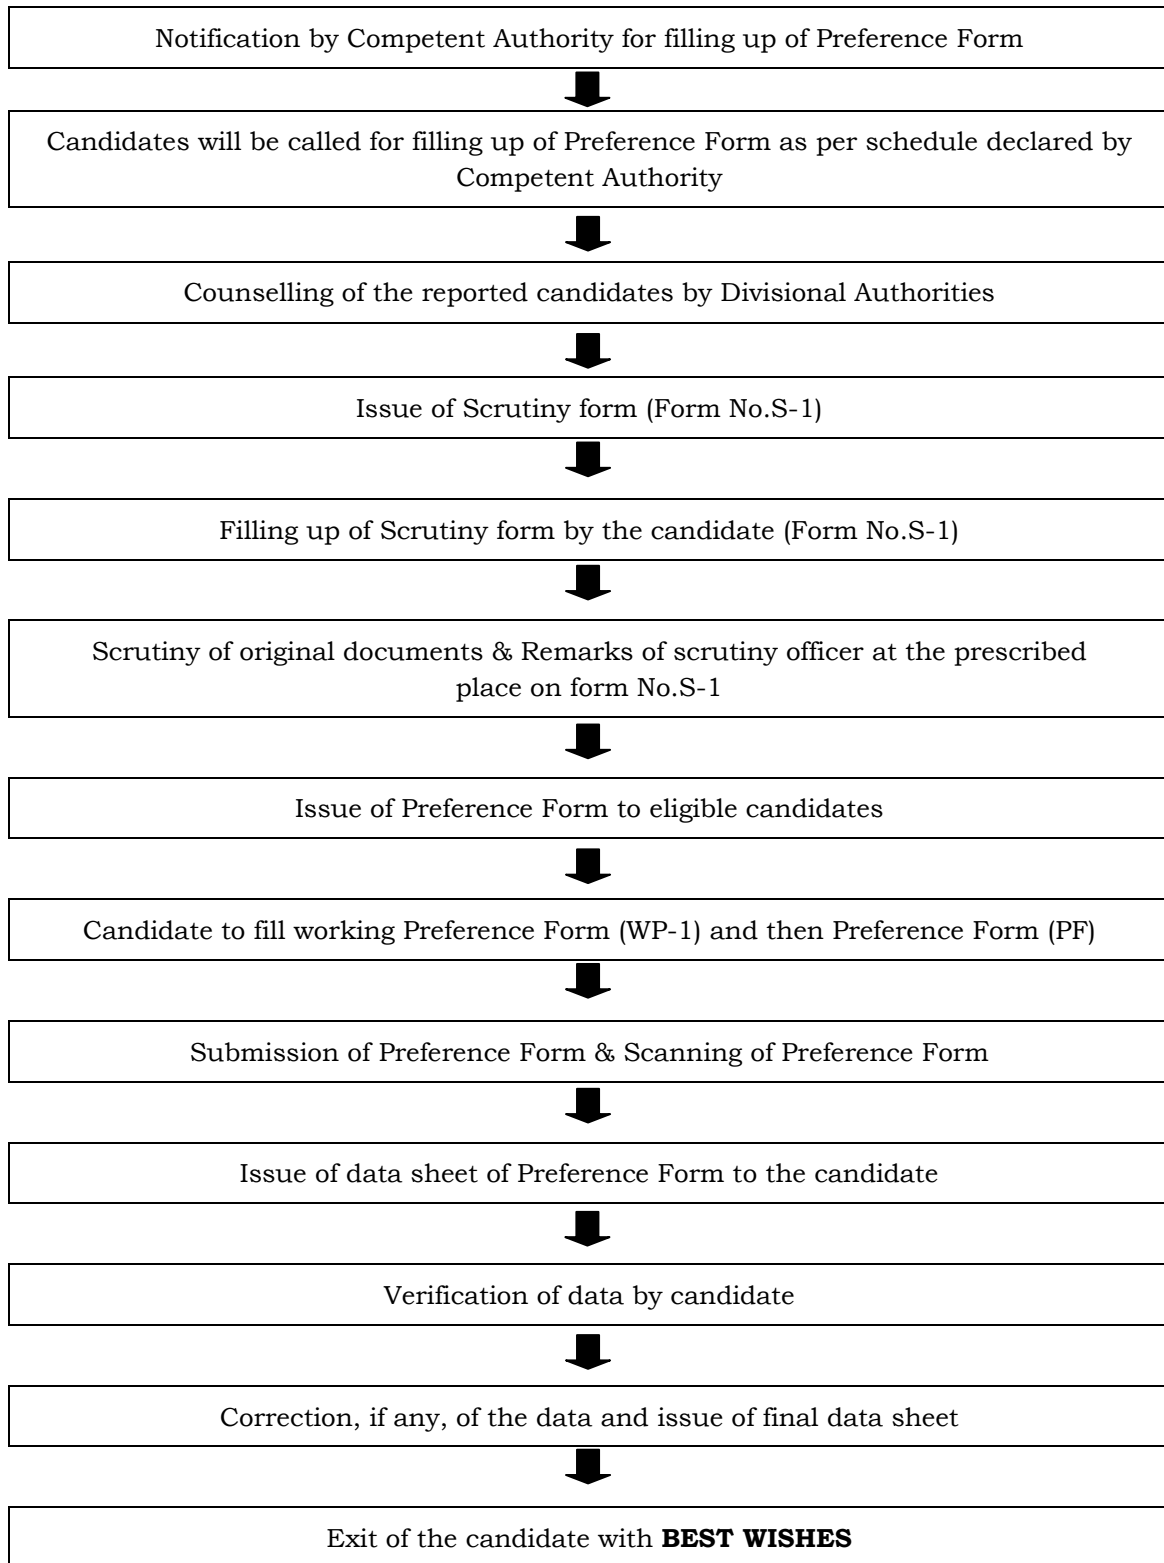 Notification by Competent Authority for filling up of Preference Form
Candidates will be called for filling up of Preference Form as per schedule declared by
Competent Authority
Counselling of the reported candidates by Divisional Authorities
Issue of Scrutiny form (Form No.S-1)
Filling up of Scrutiny form by the candidate (Form No.S-1)
Scrutiny of original documents & Remarks of scrutiny officer at the prescribed
place on form No.S-1
Issue of Preference Form to eligible candidates
Candidate to fill working Preference Form (WP-1) and then Preference Form (PF)
Submission of Preference Form & Scanning of Preference Form
Issue of data sheet of Preference Form to the candidate
Verification of data by candidate
Correction, if any, of the data and issue of final data sheet
Exit of the candidate with BEST WISHES